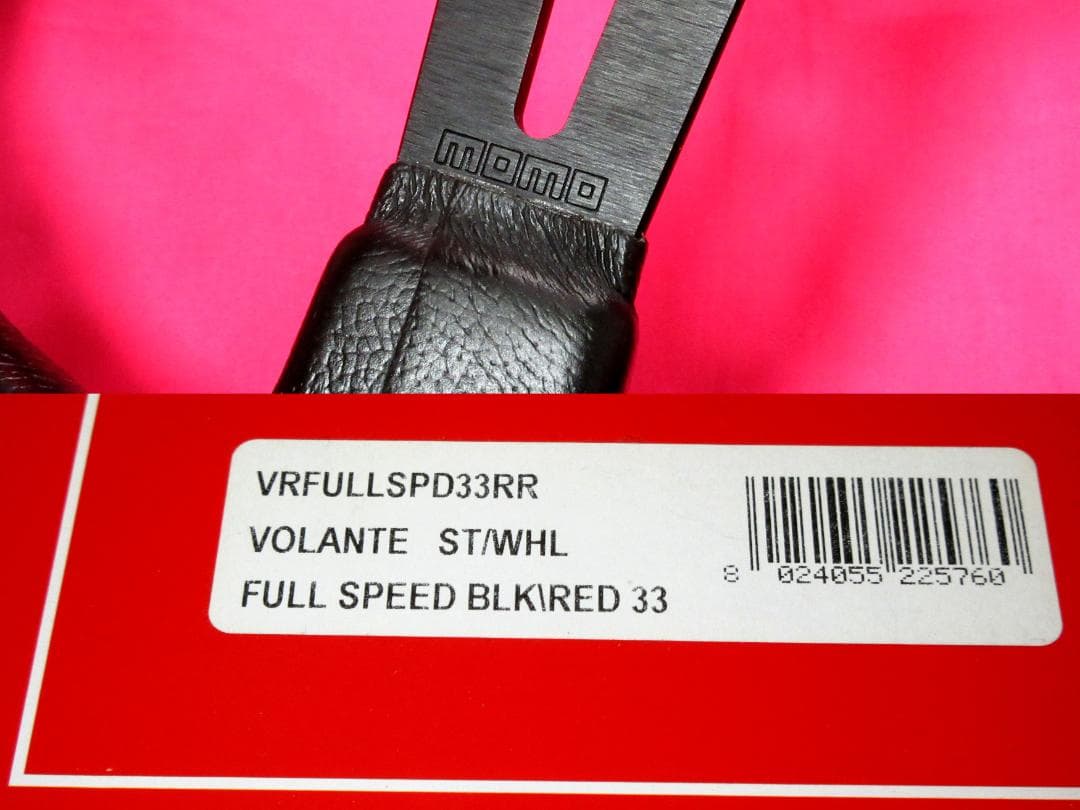 momo
VRFULLSPD33RR
VOLANTE ST/WHL
FULL SPEED BLK\RED 33
8 024055 225760